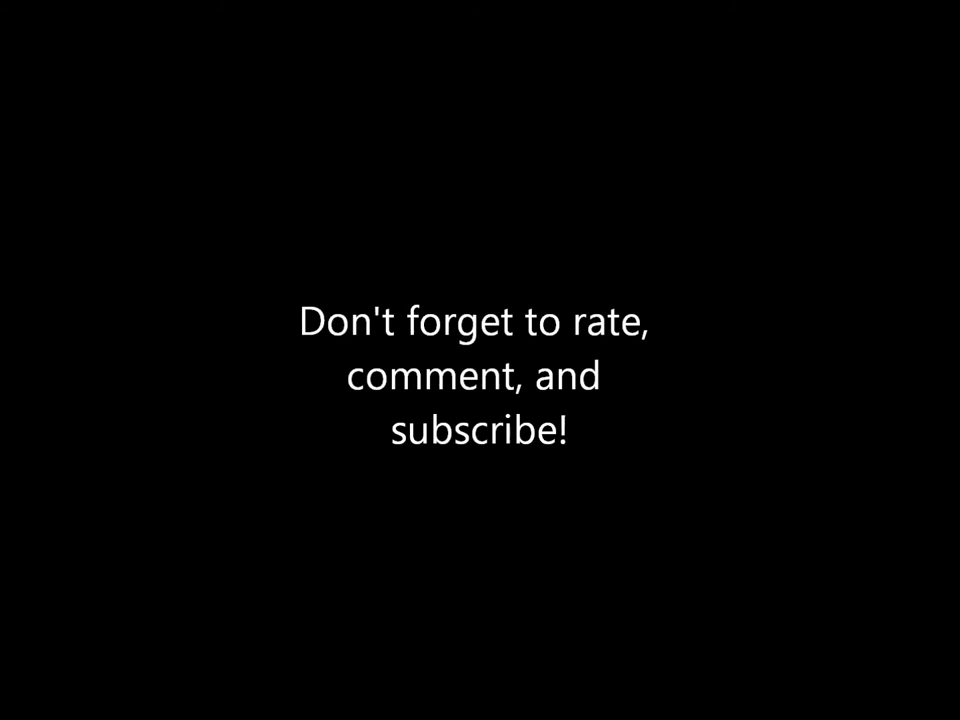 Don't forget to rate,
comment, and
subscribe!